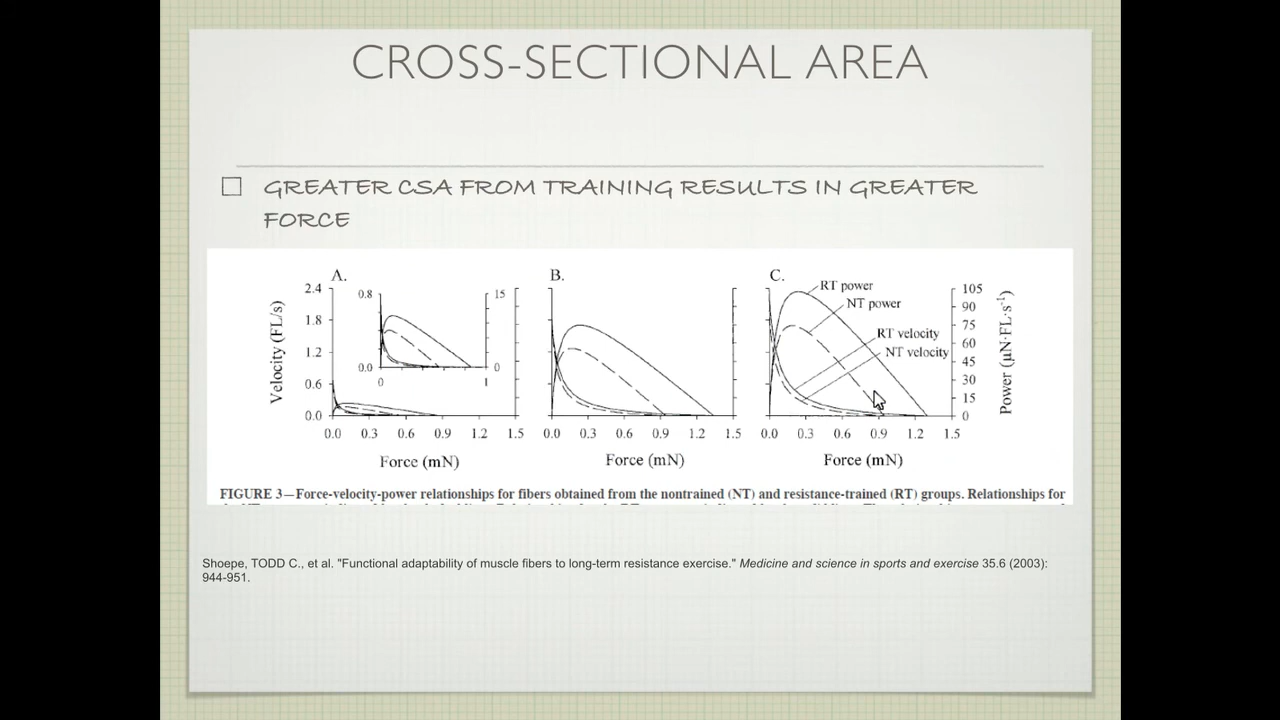 CROSS-SECTIONAL AREA
GREATER CSA FROM TRAINING RESULTS IN GREATER
FORCE
A.
B.
C.
2.4
1.8
1.2
0.6
0.0
Velocity (FL/s)
0.8
0.0
15
0
0
1
0.0 0.3 0.6 0.9 1.2 1.5
Force (mN)
0.0 0.3 0.6 0.9 1.2 1.5
Force (mN)
RT power
NT power
RT velocity
NT velocity
0.0 0.3 0.6 0.9 1.2 1.5
Force (mN)
105
90
75
60
45
30
15
0
Power (μN·FL·s⁻¹)
FIGURE 3—Force-velocity-power relationships for fibers obtained from the nontrained (NT) and resistance-trained (RT) groups. Relationships for
Shoepe, TODD C., et al. "Functional adaptability of muscle fibers to long-term resistance exercise." Medicine and science in sports and exercise 35.6 (2003):
944-951.